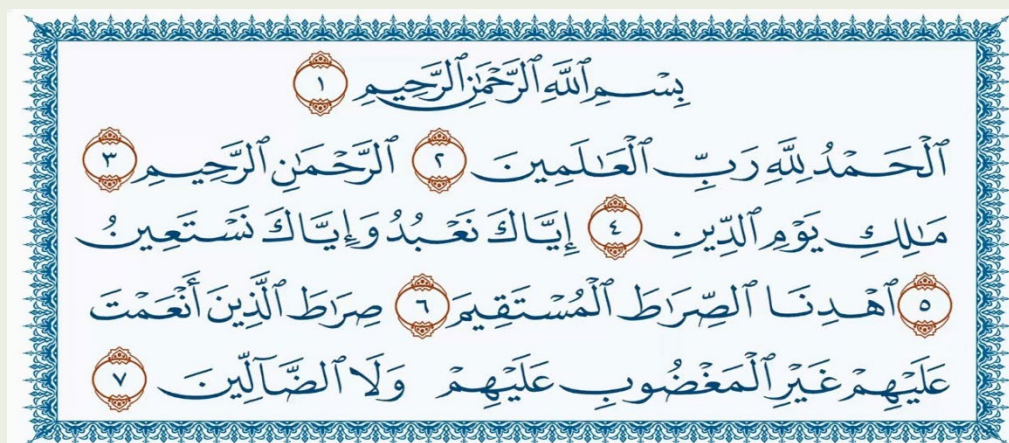 بِسْمِ ٱللَّهِ ٱلرَّحْمَٰنِ ٱلرَّحِيمِ ١
ٱلْحَمْدُ لِلَّهِ رَبِّ ٱلْعَٰلَمِينَ ٢ ٱلرَّحْمَٰنِ ٱلرَّحِيمِ ٣
مَٰلِكِ يَوْمِ ٱلدِّينِ ٤ إِيَّاكَ نَعْبُدُ وَإِيَّاكَ نَسْتَعِينُ
٥ ٱهْدِنَا ٱلصِّرَٰطَ ٱلْمُسْتَقِيمَ ٦ صِرَٰطَ ٱلَّذِينَ أَنْعَمْتَ
عَلَيْهِمْ غَيْرِ ٱلْمَغْضُوبِ عَلَيْهِمْ وَلَا ٱلضَّآلِّينَ ٧